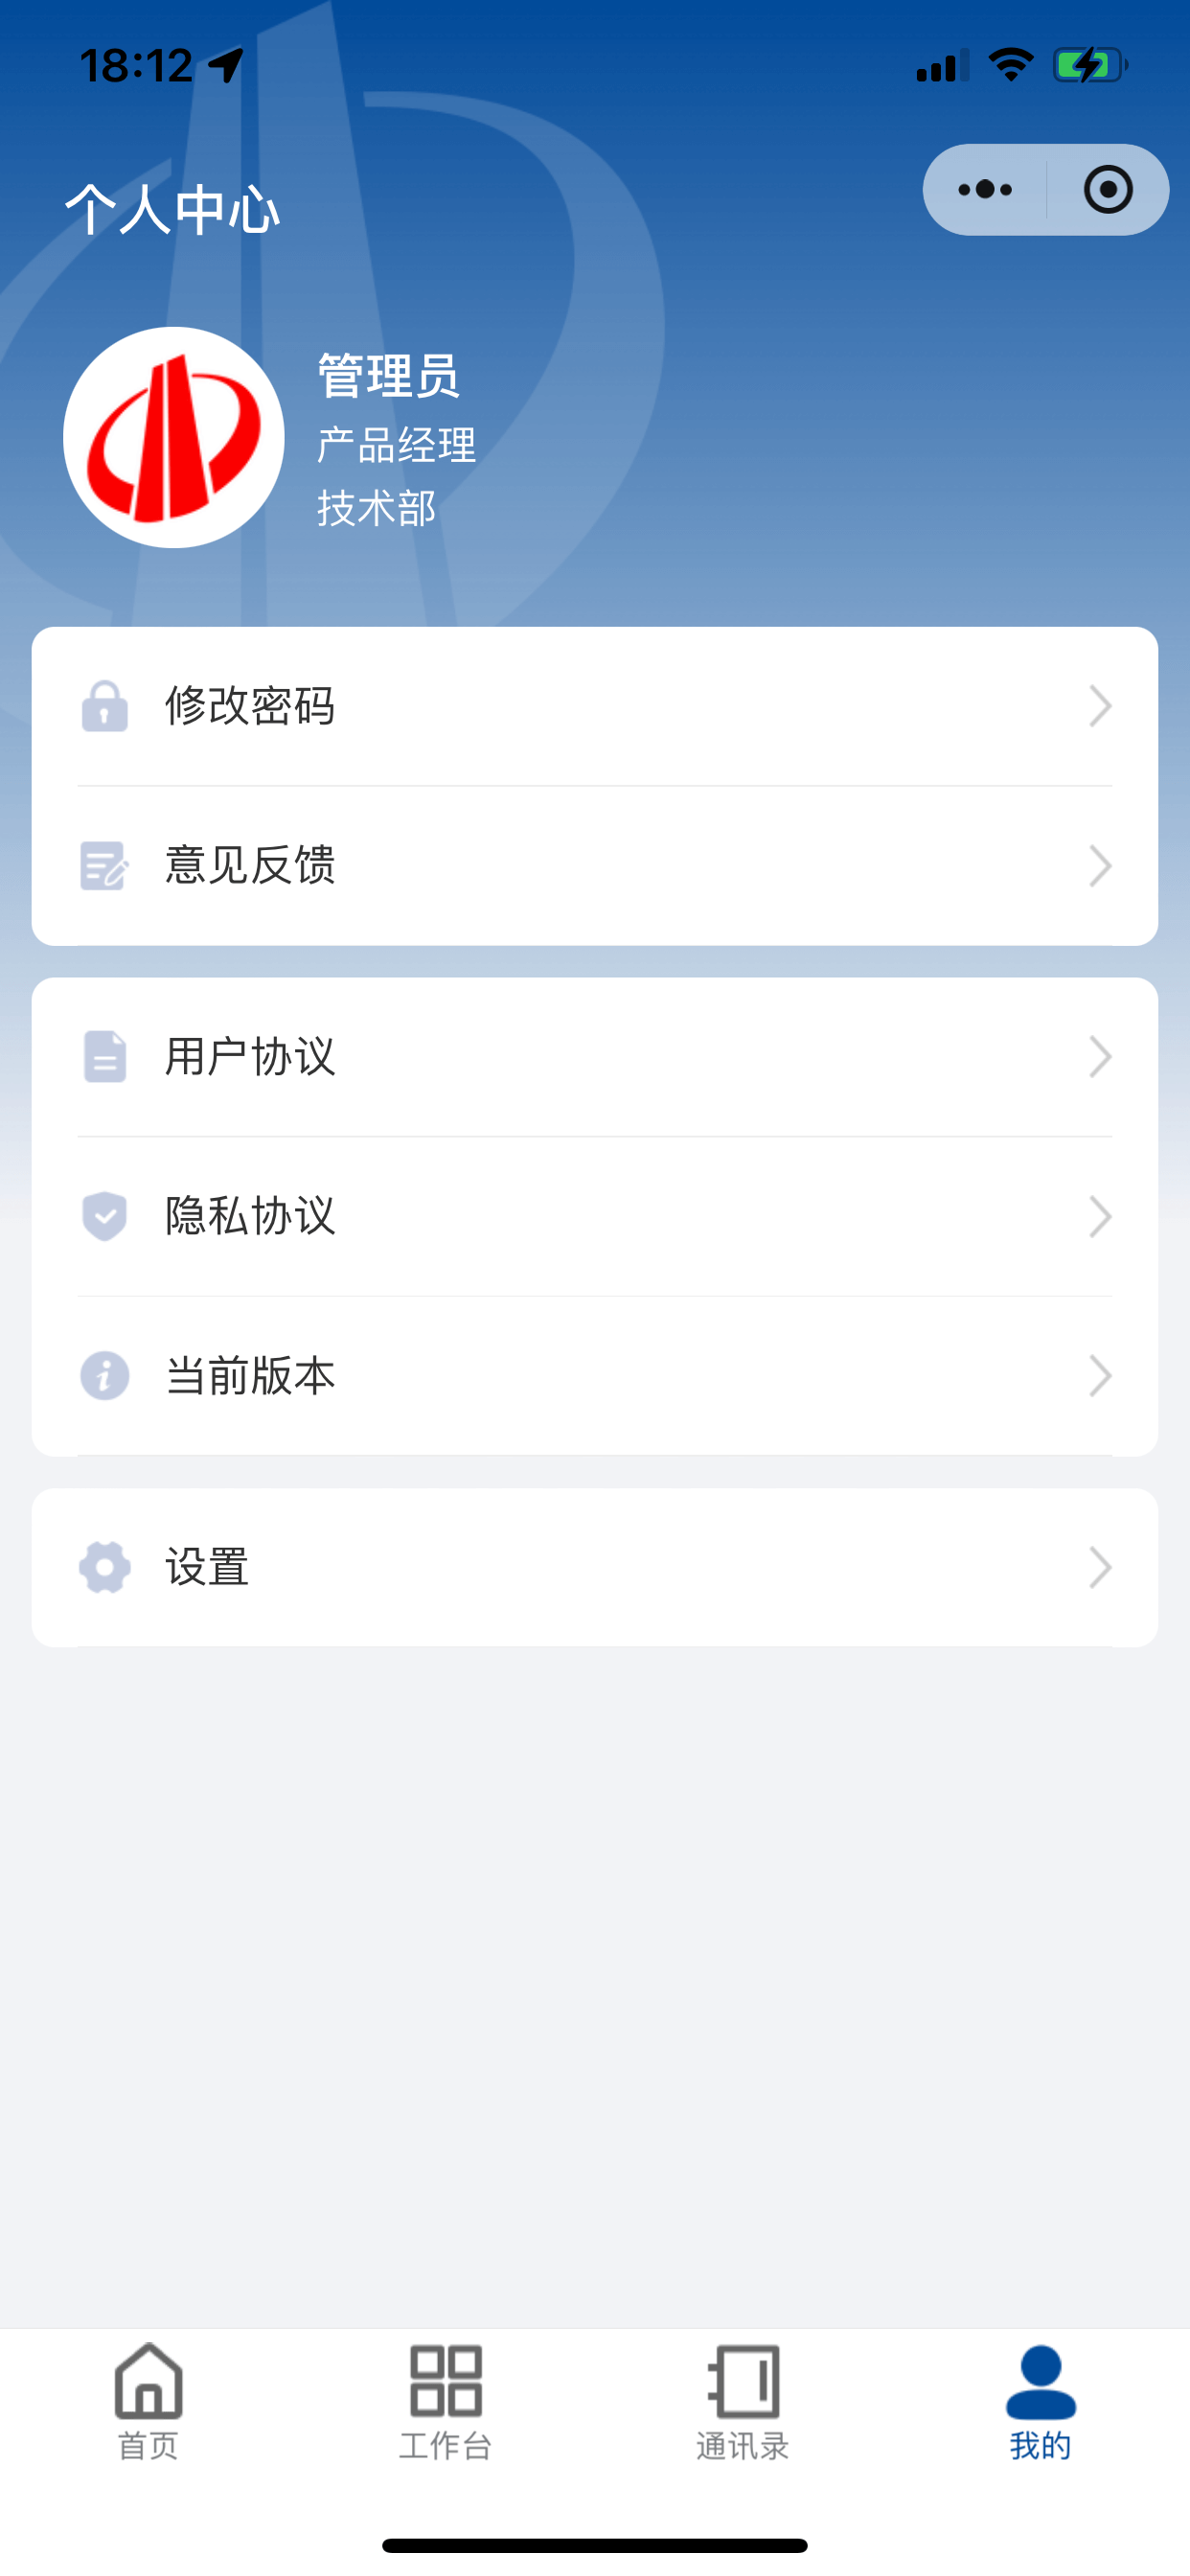 18:12
个人中心
管理员
产品经理
技术部
修改密码
意见反馈
用户协议
隐私协议
当前版本
设置
首页
工作台
通讯录
我的